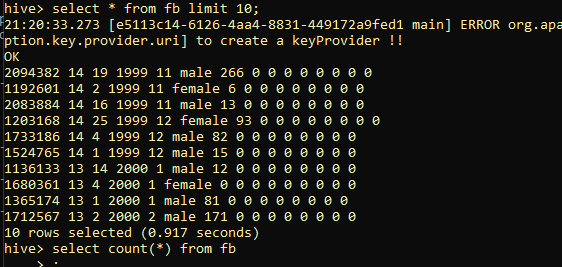 hive> select * from fb limit 10;
21:20:33.273 [e5113c14-6126-4aa4-8831-449172a9fed1 main] ERROR org.apa
ption.key.provider.uri] to create a keyProvider !!
OK
2094382 14 19 1999 11 male 266 0 0 0 0 0 0 0 0
1192601 14 2 1999 11 female 6 0 0 0 0 0 0 0 0
2083884 14 16 1999 11 male 13 0 0 0 0 0 0 0 0
1203168 14 25 1999 12 female 93 0 0 0 0 0 0 0 0
1733186 14 4 1999 12 male 82 0 0 0 0 0 0 0 0
1524765 14 1 1999 12 male 15 0 0 0 0 0 0 0 0
1136133 13 14 2000 1 male 12 0 0 0 0 0 0 0 0
1680361 13 4 2000 1 female 0 0 0 0 0 0 0 0 0
1365174 13 1 2000 1 male 81 0 0 0 0 0 0 0 0
1712567 13 2 2000 2 male 171 0 0 0 0 0 0 0 0
10 rows selected (0.917 seconds)
hive> select count(*) from fb
> ;